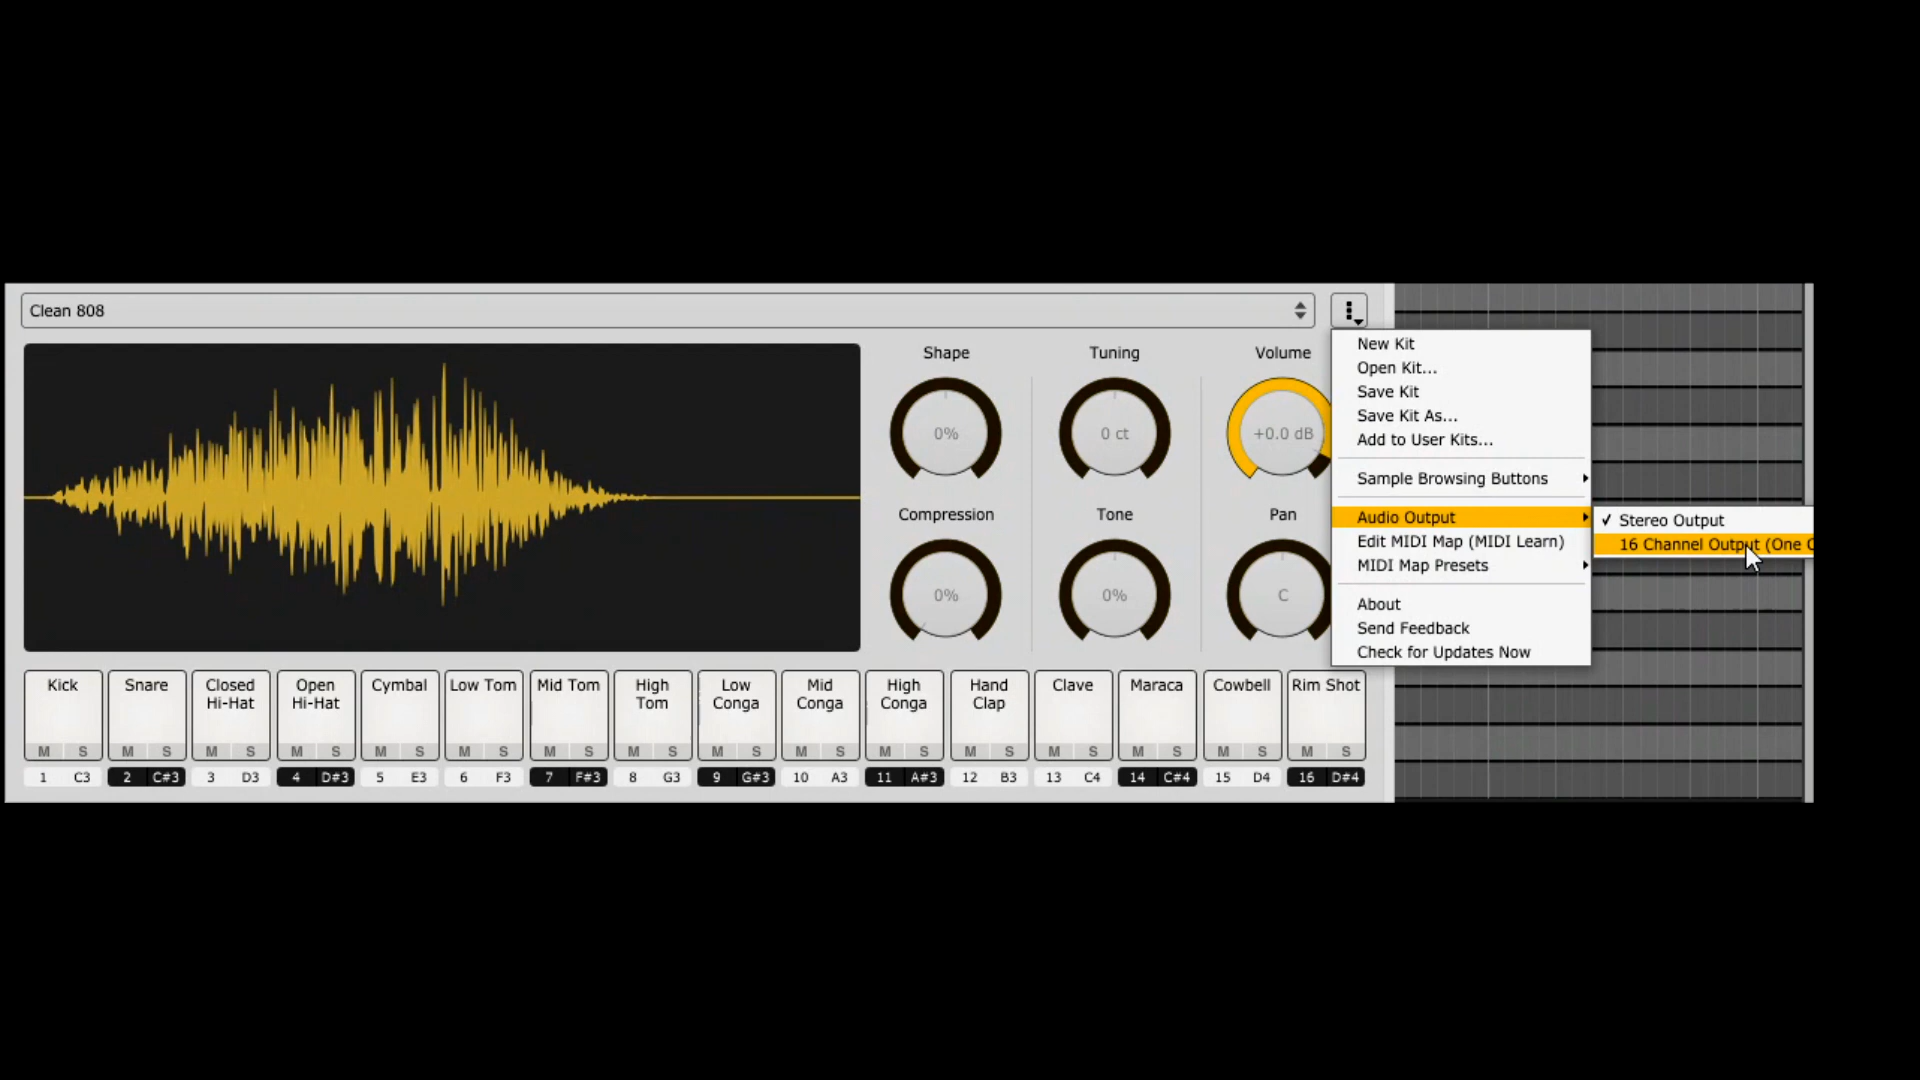 Clean 808
Shape
Tuning
Volume
0%
0 ct
+0.0 dB
Compression
Tone
Pan
0%
0%
C
New Kit
Open Kit...
Save Kit
Save Kit As...
Add to User Kits...
Sample Browsing Buttons
Audio Output
Edit MIDI Map (MIDI Learn)
MIDI Map Presets
About
Send Feedback
Check for Updates Now
✓ Stereo Output
16 Channel Output (One
Kick Snare Closed Open Cymbal Low Tom Mid Tom High Low Mid High Hand Clave Maraca Cowbell Rim Shot
Hi-Hat Hi-Hat Tom Conga Conga Conga Clap
M S M S M S M S M S M S M S M S M S M S M S M S M S M S M S M S
1 C3 2 C#3 3 D3 4 D#3 5 E3 6 F3 7 F#3 8 G3 9 G#3 10 A3 11 A#3 12 B3 13 C4 14 C#4 15 D4 16 D#4